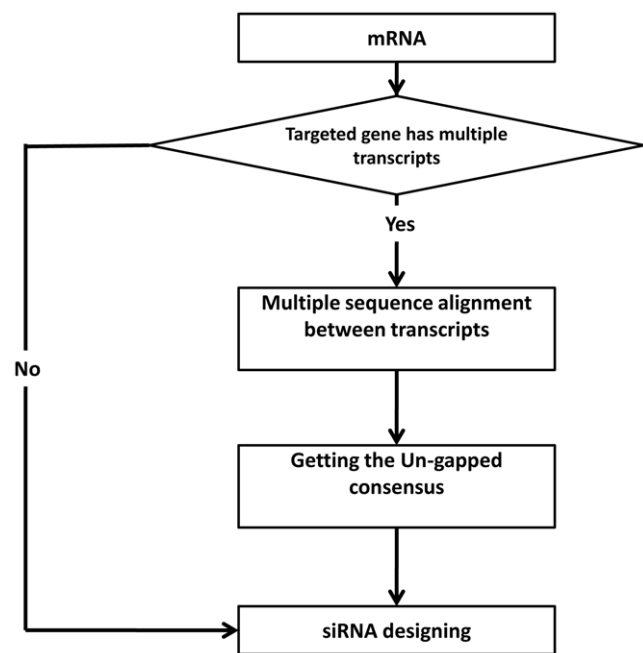 mRNA
Targeted gene has multiple
transcripts
Yes
Multiple sequence alignment
between transcripts
No
Getting the Un-gapped
consensus
siRNA designing